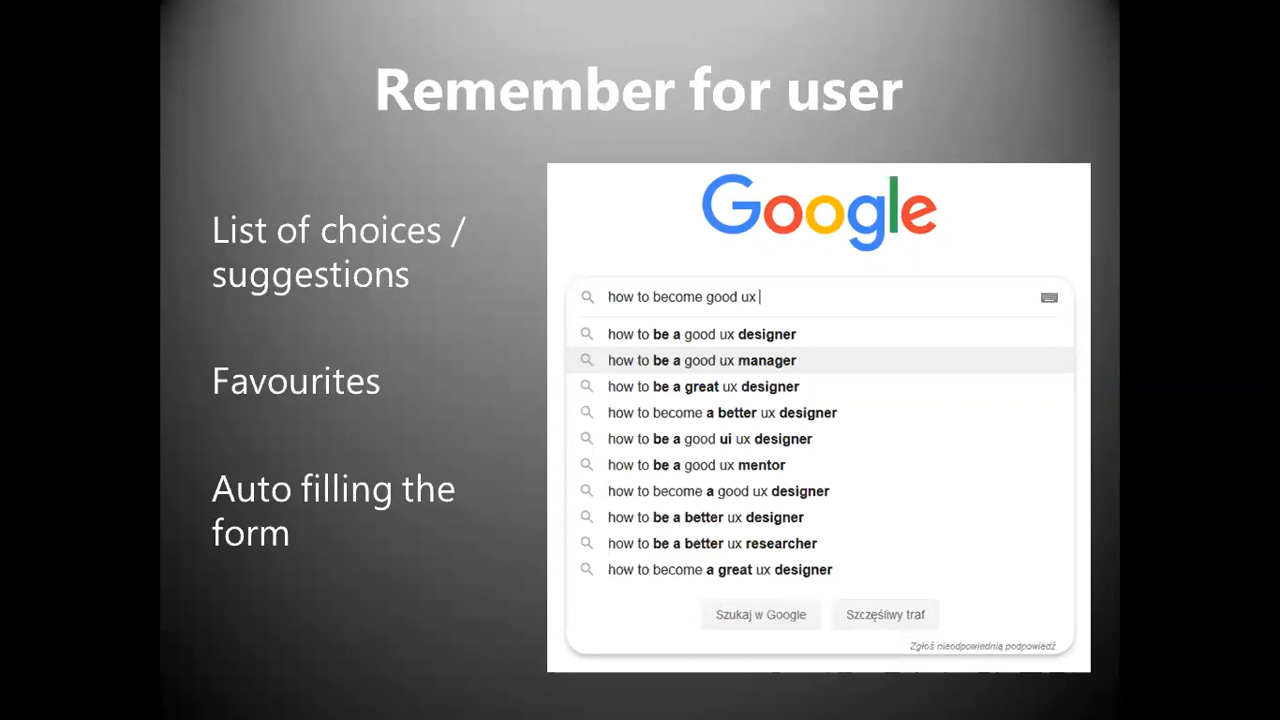 Remember for user
List of choices /
suggestions
Favourites
Auto filling the
form
Google
how to become good ux
how to be a good ux designer
how to be a good ux manager
how to be a great ux designer
how to become a better ux designer
how to be a good ui ux designer
how to be a good ux mentor
how to become a good ux designer
how to be a better ux designer
how to be a better ux researcher
how to become a great ux designer
Szukaj w Google Szczęśliwy traf
Zgłoś nieodpowiednią podpowiedź